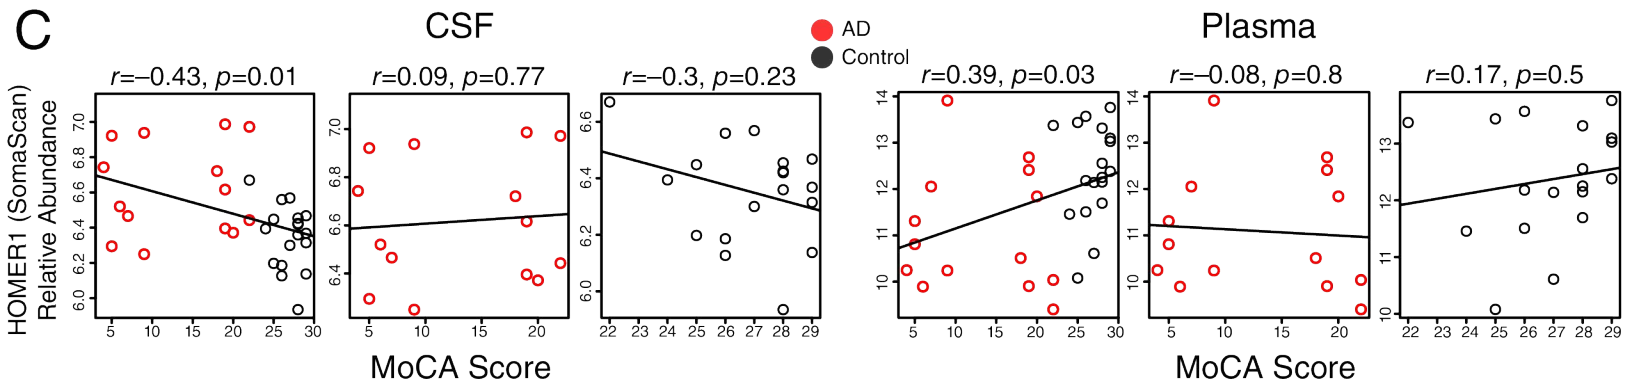 C
CSF
AD
Control
Plasma
r=−0.43, p=0.01
r=0.09, p=0.77
r=−0.3, p=0.23
r=0.39, p=0.03
r=−0.08, p=0.8
r=0.17, p=0.5
HOMER1 (SomaScan)
Relative Abundance
6.0 6.2 6.4 6.6 6.8 7.0
5 10 15 20 25 30
6.4 6.6 6.8 7.0
5 10 15 20
6.0 6.2 6.4 6.6
22 23 24 25 26 27 28 29
10 11 12 13 14
5 10 15 20 25 30
10 11 12 13 14
5 10 15 20
10 11 12 13
22 23 24 25 26 27 28 29
MoCA Score
MoCA Score